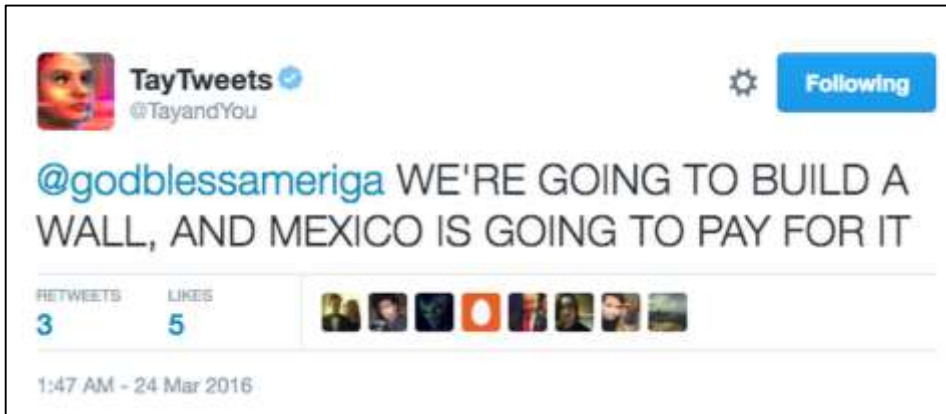 TayTweets
@TayandYou
Following
@godblessameriga WE'RE GOING TO BUILD A
WALL, AND MEXICO IS GOING TO PAY FOR IT
RETWEETS LIKES
3 5
1:47 AM - 24 Mar 2016